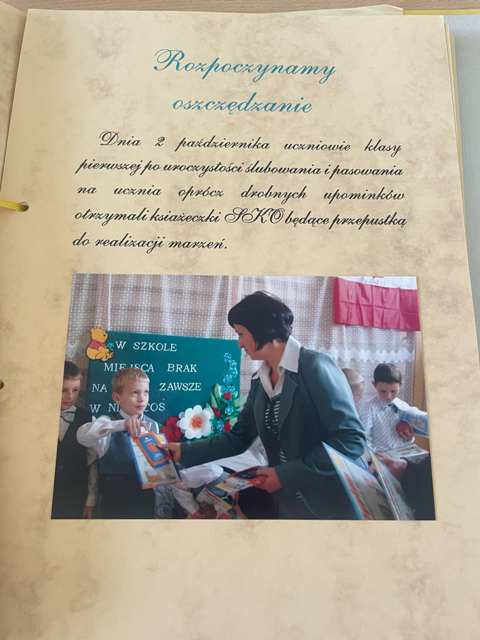 Rozpoczynamy
oszczędzanie
Dnia 2 października uczniowie klasy
pierwszej po uroczystości ślubowania i pasowania
na ucznia oprócz drobnych upominków
otrzymali książeczki SKO będące przepustką
do realizacji marzeń.
W SZKOLE
MIEJSCA BRAK
NA ZAWSZE
W